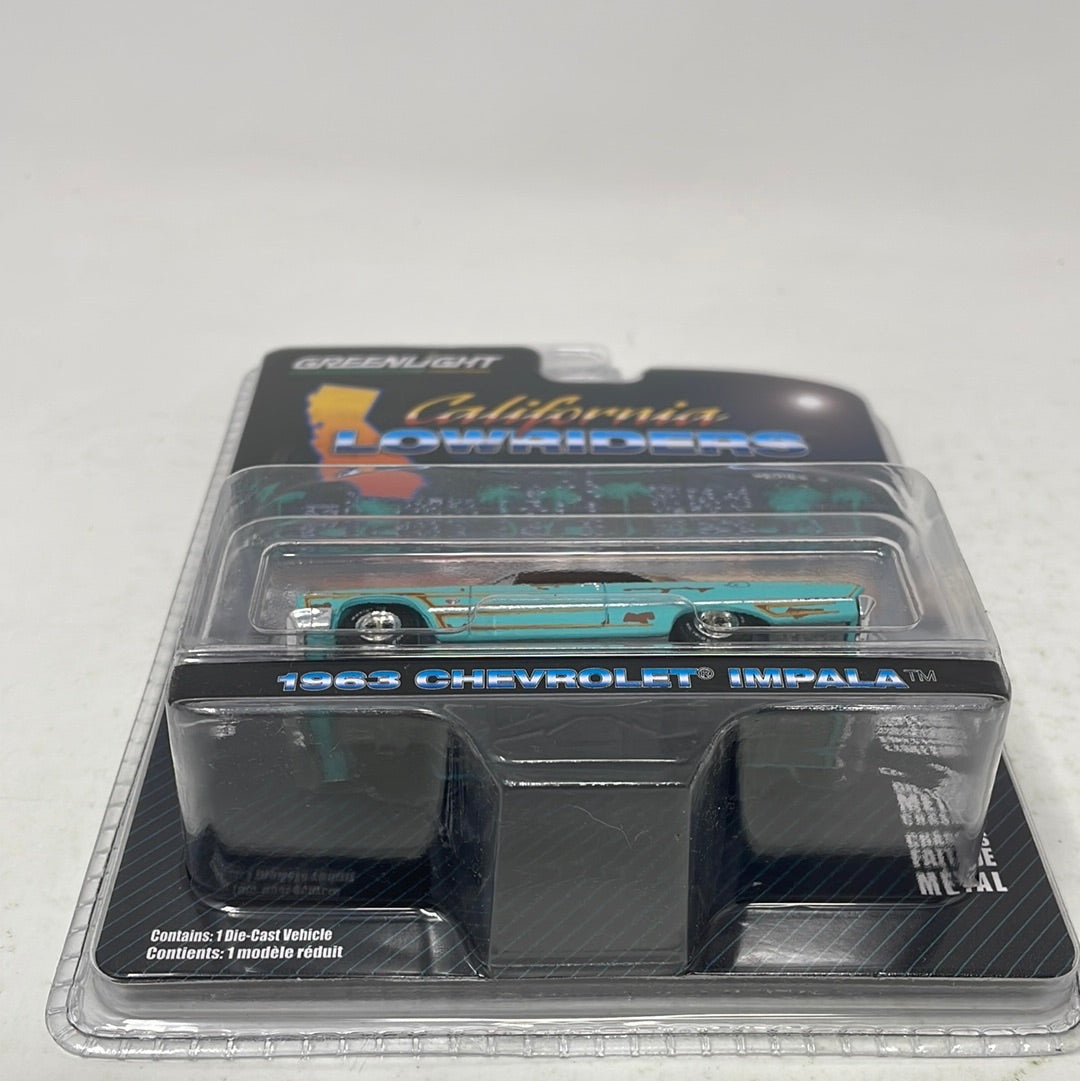 GREENLIGHT
California
LOWRIDERS
1963 CHEVROLET® IMPALA™
METAL
Contains: 1 Die-Cast Vehicle
Contients: 1 modèle réduit